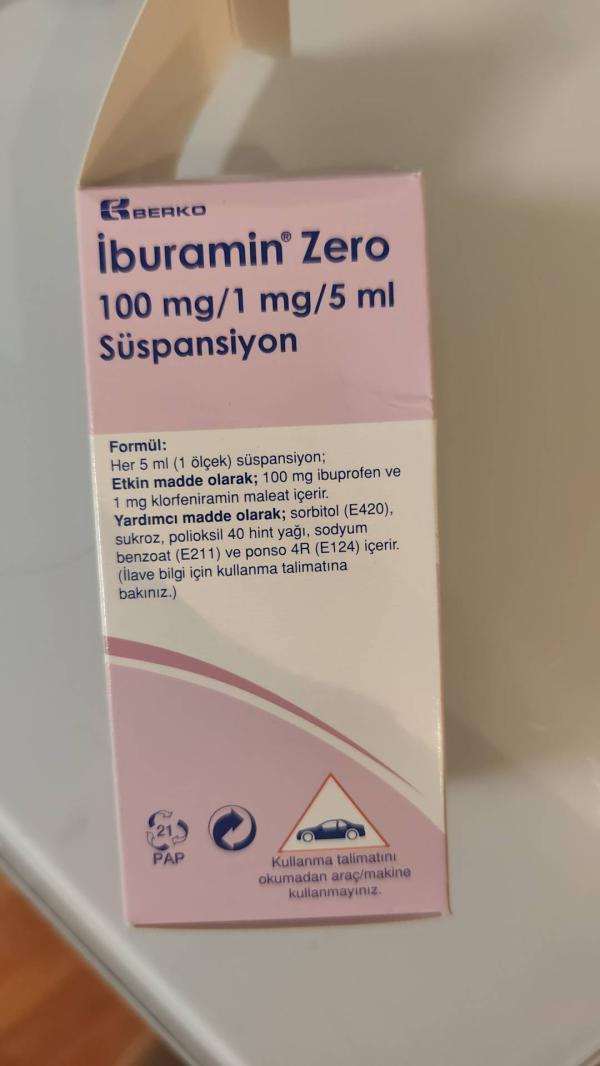 BERKO
İburamin® Zero
100 mg/1 mg/5 ml
Süspansiyon
Formül:
Her 5 ml (1 ölçek) süspansiyon;
Etkin madde olarak; 100 mg ibuprofen ve
1 mg klorfeniramin maleat içerir.
Yardımcı madde olarak; sorbitol (E420),
sukroz, polioksil 40 hint yağı, sodyum
benzoat (E211) ve ponso 4R (E124) içerir.
(İlave bilgi için kullanma talimatına
bakınız.)
21
PAP
Kullanma talimatını
okumadan araç/makine
kullanmayınız.